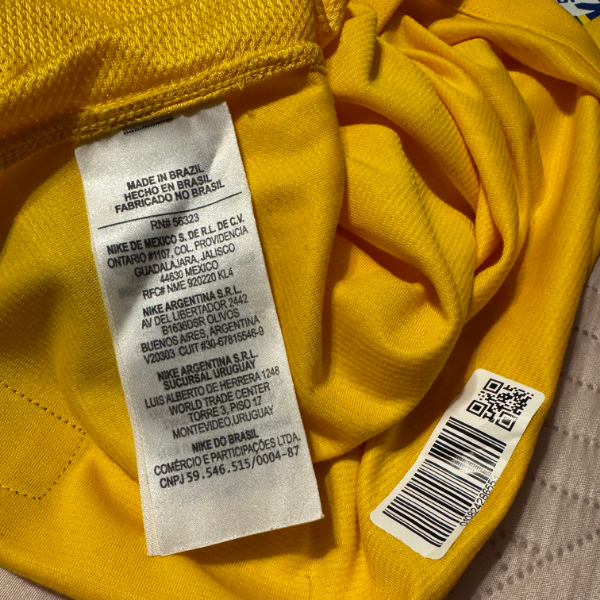 MADE IN BRAZIL
HECHO EN BRASIL
FABRICADO NO BRASIL
RN# 56323
NIKE DE MEXICO S. DE R.L. DE C.V.
ONTARIO #1107, COL. PROVIDENCIA
GUADALAJARA, JALISCO
44630 MEXICO
RFC# NME 920220 KL4
NIKE ARGENTINA S.R.L.
AV DEL LIBERTADOR 2442
B1636DSR OLIVOS
BUENOS AIRES, ARGENTINA
V20303 CUIT #30-67815546-9
NIKE ARGENTINA S.R.L.
SUCURSAL URUGUAY
LUIS ALBERTO DE HERRERA 1248
WORLD TRADE CENTER
TORRE 3, PISO 17
MONTEVIDEO,URUGUAY
NIKE DO BRASIL
COMÉRCIO E PARTICIPAÇÕES LTDA.
CNPJ 59.546.515/0004-87